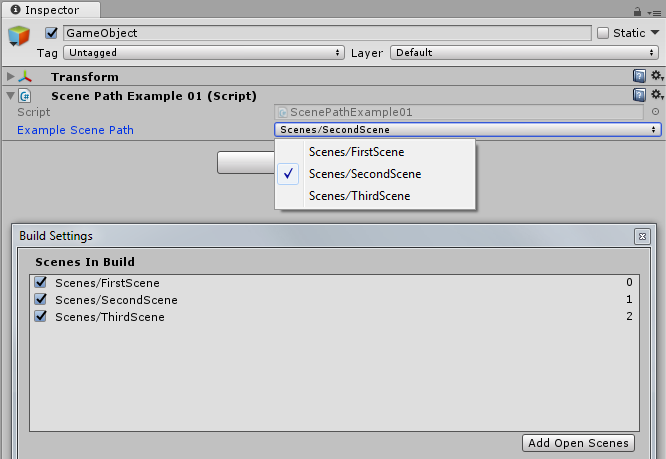 Inspector
GameObject
Static
Tag Untagged Layer Default
Transform
Scene Path Example 01 (Script)
Script ScenePathExample01
Example Scene Path Scenes/SecondScene
Scenes/FirstScene
Scenes/SecondScene
Scenes/ThirdScene
Build Settings
Scenes In Build
Scenes/FirstScene 0
Scenes/SecondScene 1
Scenes/ThirdScene 2
Add Open Scenes